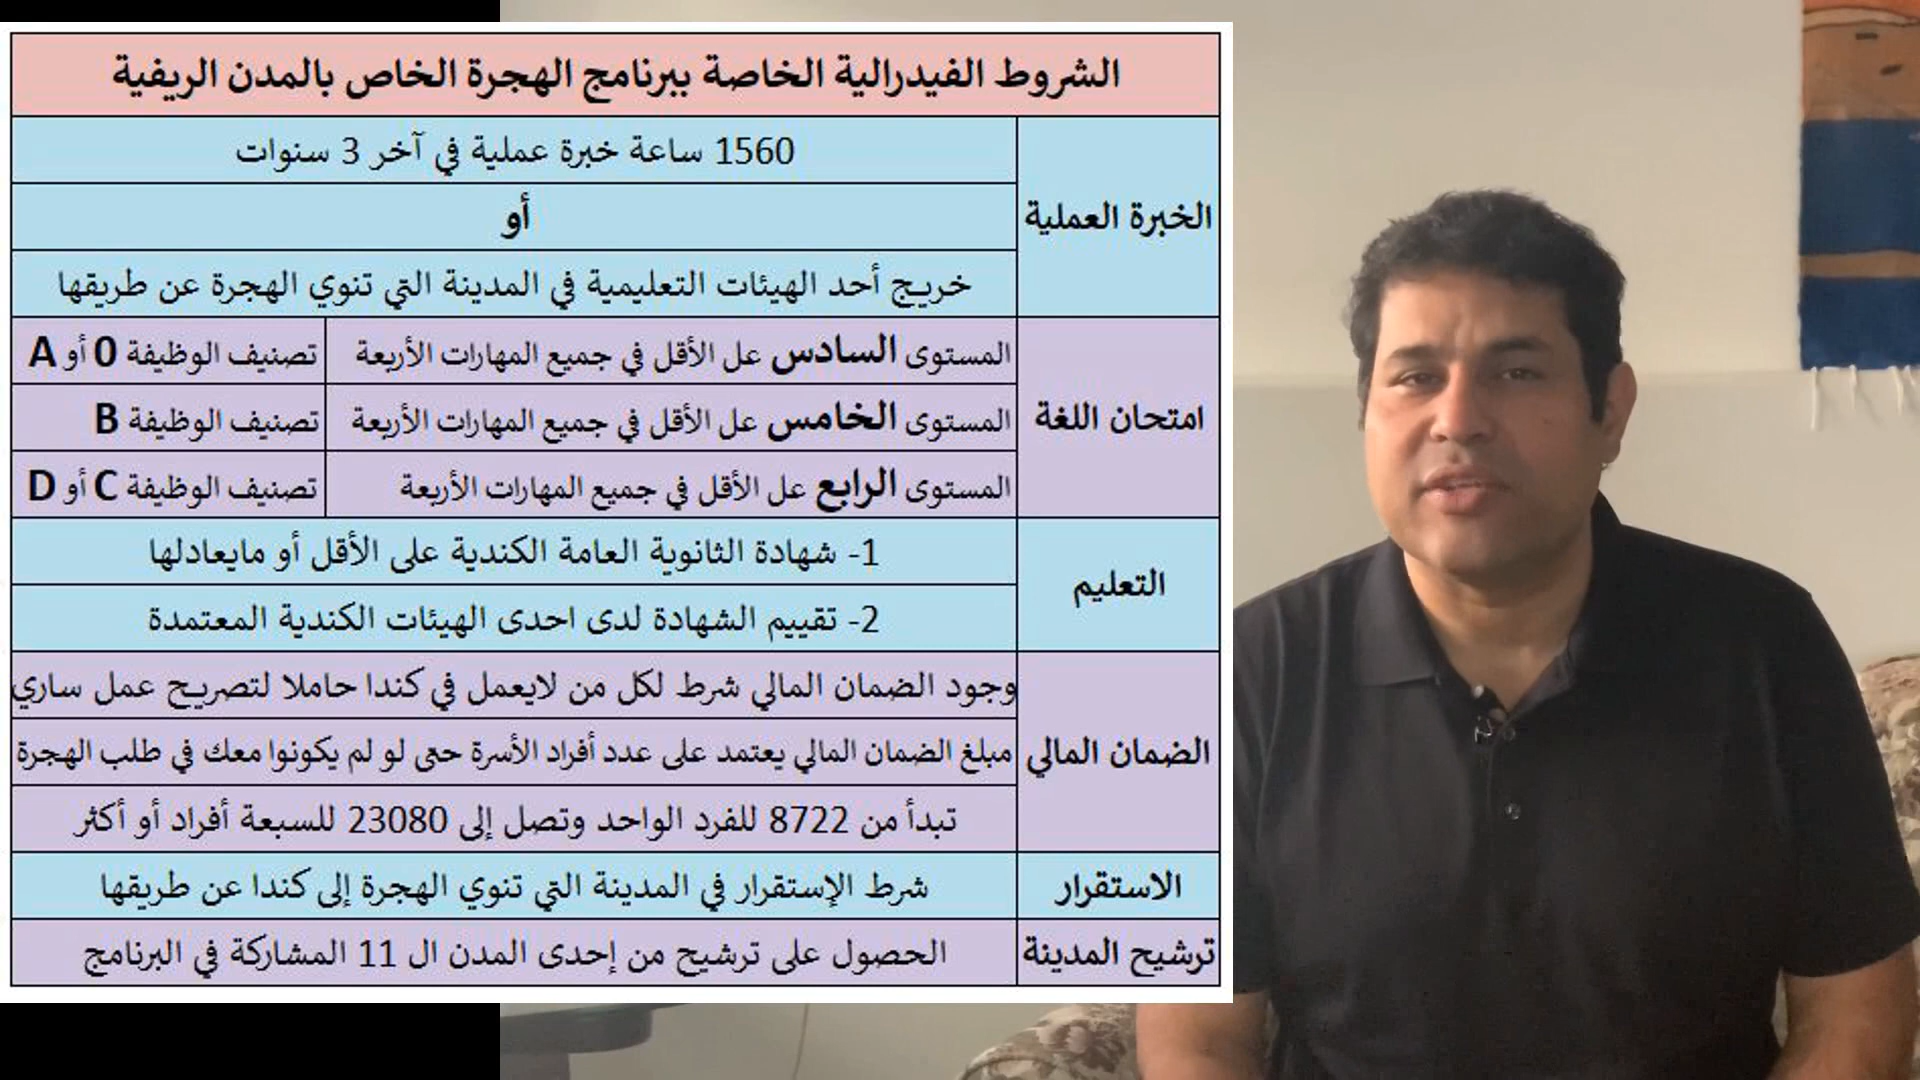 الشروط الفيدرالية الخاصة ببرنامج الهجرة الخاص بالمدن الريفية
الخبرة العملية
1560 ساعة خبرة عملية في آخر 3 سنوات
أو
خريج أحد الهيئات التعليمية في المدينة التي تنوي الهجرة عن طريقها
امتحان اللغة
المستوى السادس عل الأقل في جميع المهارات الأربعة تصنيف الوظيفة 0 أو A
المستوى الخامس عل الأقل في جميع المهارات الأربعة تصنيف الوظيفة B
المستوى الرابع عل الأقل في جميع المهارات الأربعة تصنيف الوظيفة C أو D
التعليم
1- شهادة الثانوية العامة الكندية على الأقل أو مايعادلها
2- تقييم الشهادة لدى احدى الهيئات الكندية المعتمدة
الضمان المالي
وجود الضمان المالي شرط لكل من لايعمل في كندا حاملا لتصريح عمل ساري
مبلغ الضمان المالي يعتمد على عدد أفراد الأسرة حتى لو لم يكونوا معك في طلب الهجرة
تبدأ من 8722 للفرد الواحد وتصل إلى 23080 للسبعة أفراد أو أكثر
الاستقرار
شرط الإستقرار في المدينة التي تنوي الهجرة إلى كندا عن طريقها
ترشيح المدينة
الحصول على ترشيح من إحدى المدن ال 11 المشاركة في البرنامج